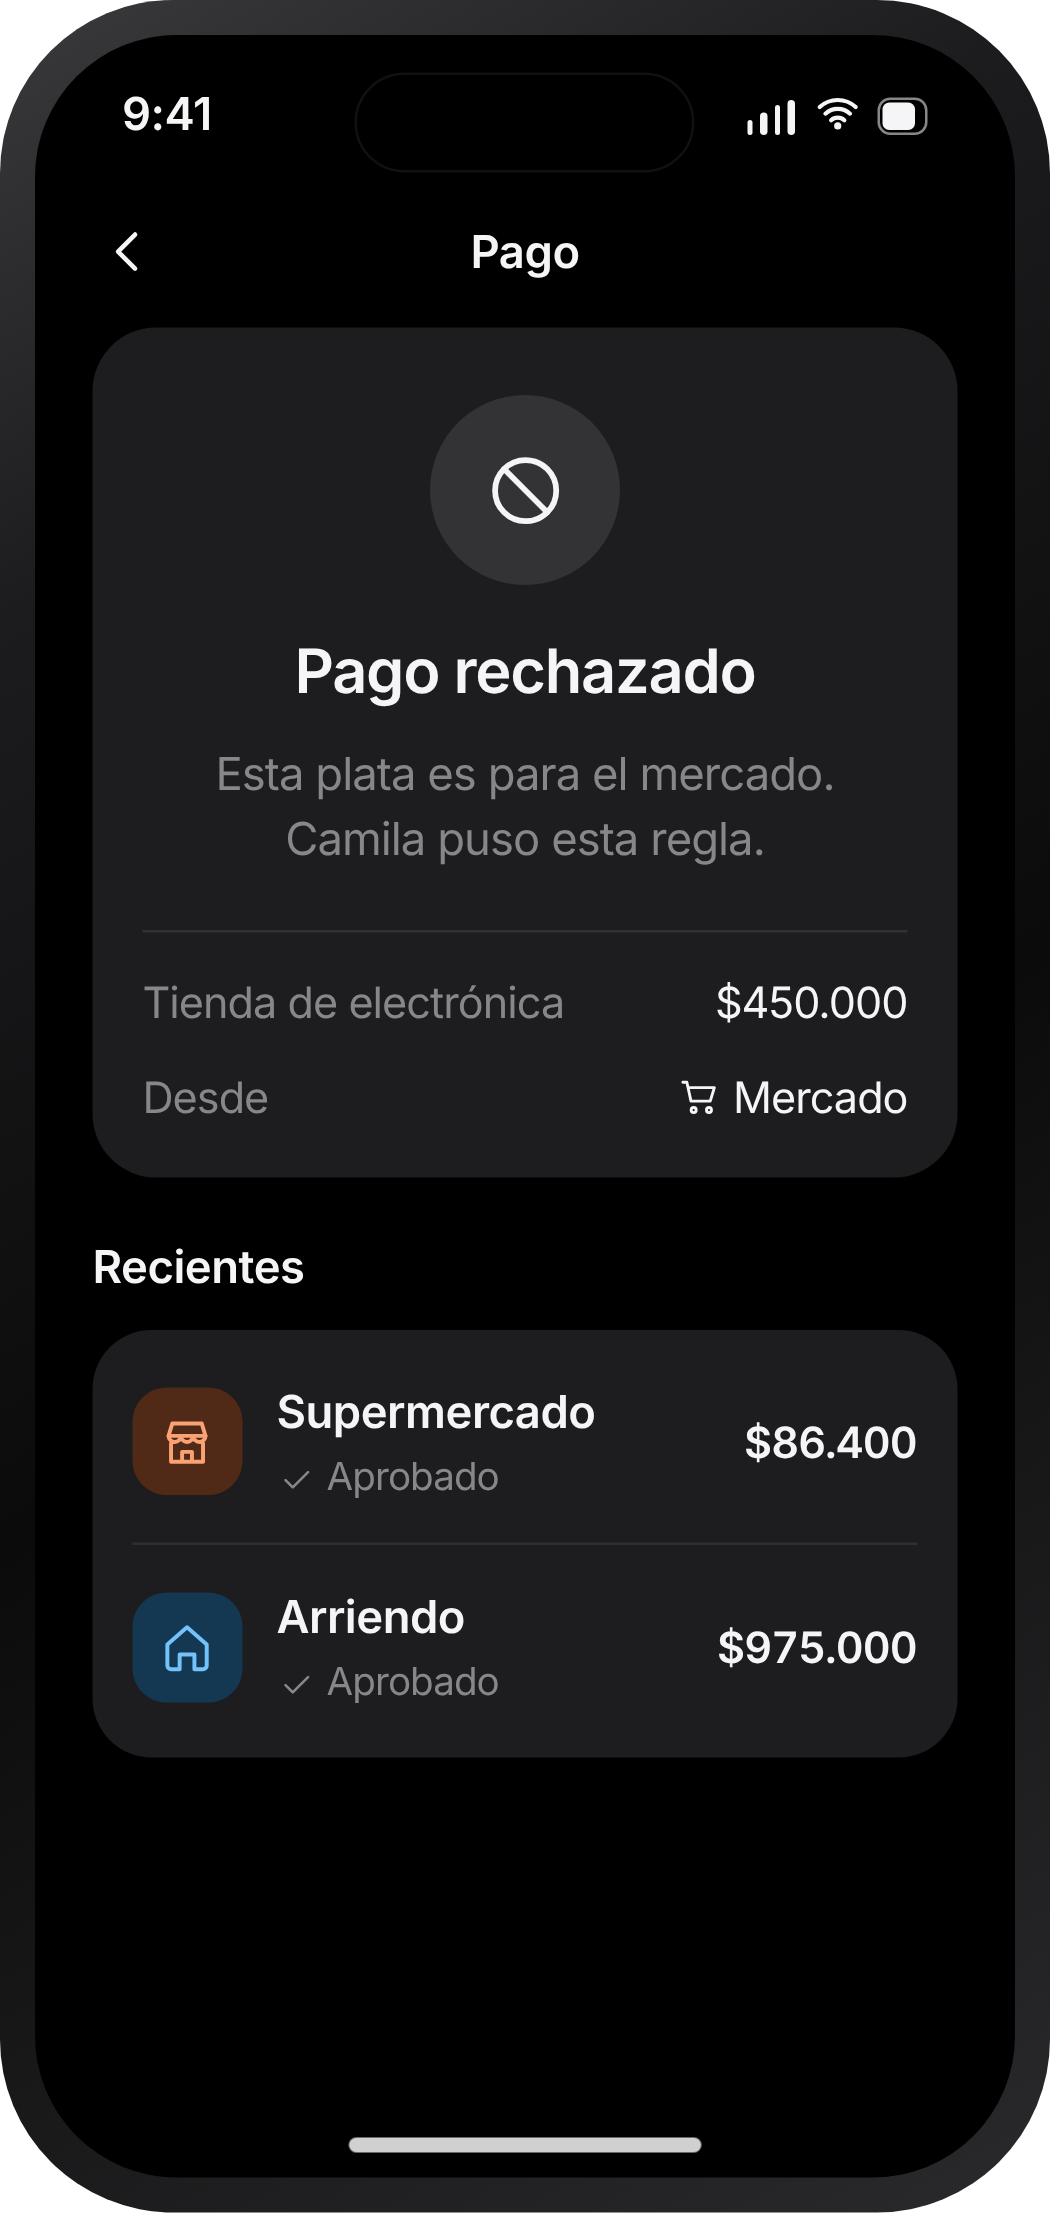 9:41
Pago
Pago rechazado
Esta plata es para el mercado.
Camila puso esta regla.
Tienda de electrónica $450.000
Desde Mercado
Recientes
Supermercado
$86.400
Aprobado
Arriendo
$975.000
Aprobado